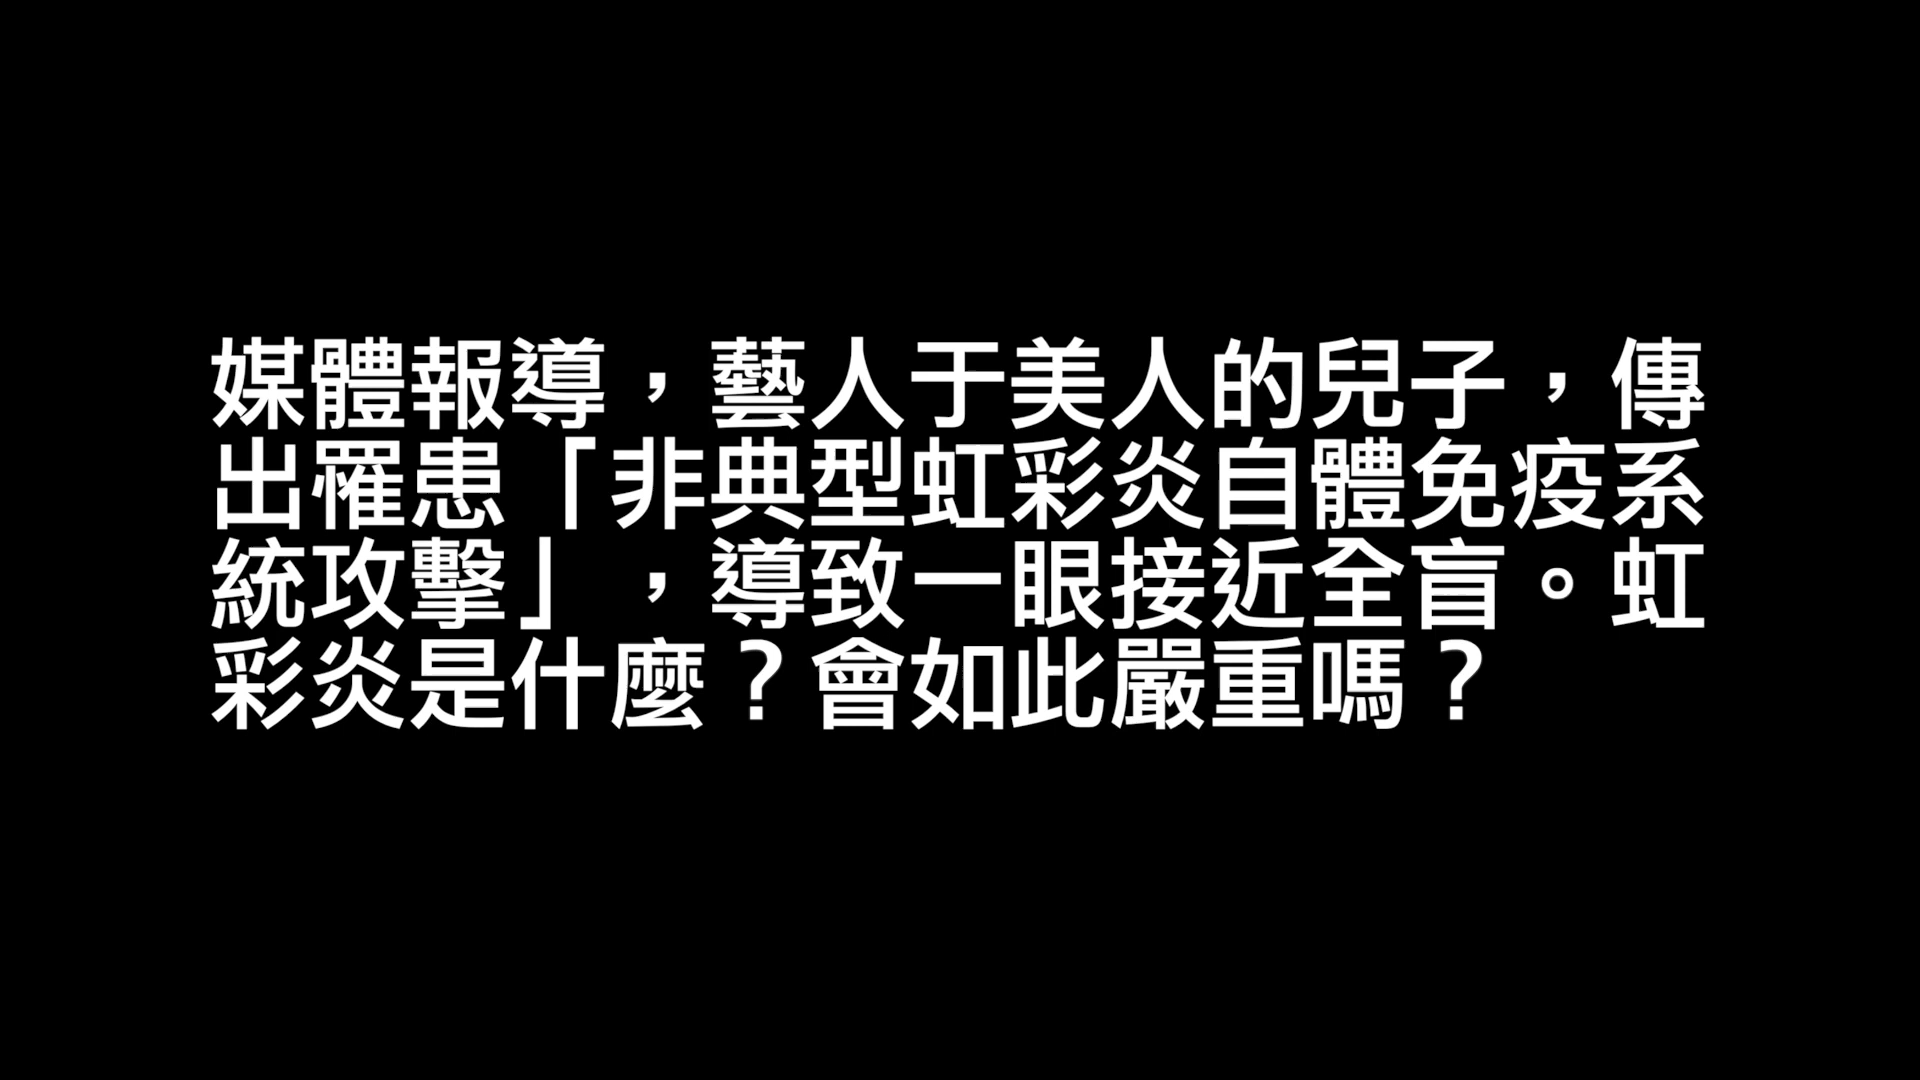 媒體報導，藝人于美人的兒子，傳
出罹患「非典型虹彩炎自體免疫系
統攻擊」，導致一眼接近全盲。虹
彩炎是什麼？會如此嚴重嗎？